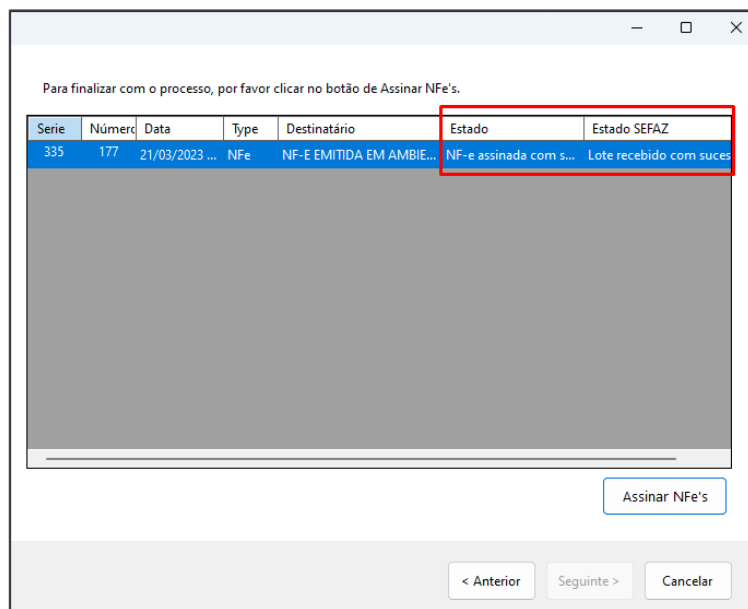 Para finalizar com o processo, por favor clicar no botão de Assinar NFe's.
Serie Númerc Data Type Destinatário Estado Estado SEFAZ
335 177 21/03/2023 ... NFe NF-E EMITIDA EM AMBIE... NF-e assinada com s... Lote recebido com suces
Assinar NFe's
< Anterior Seguinte > Cancelar